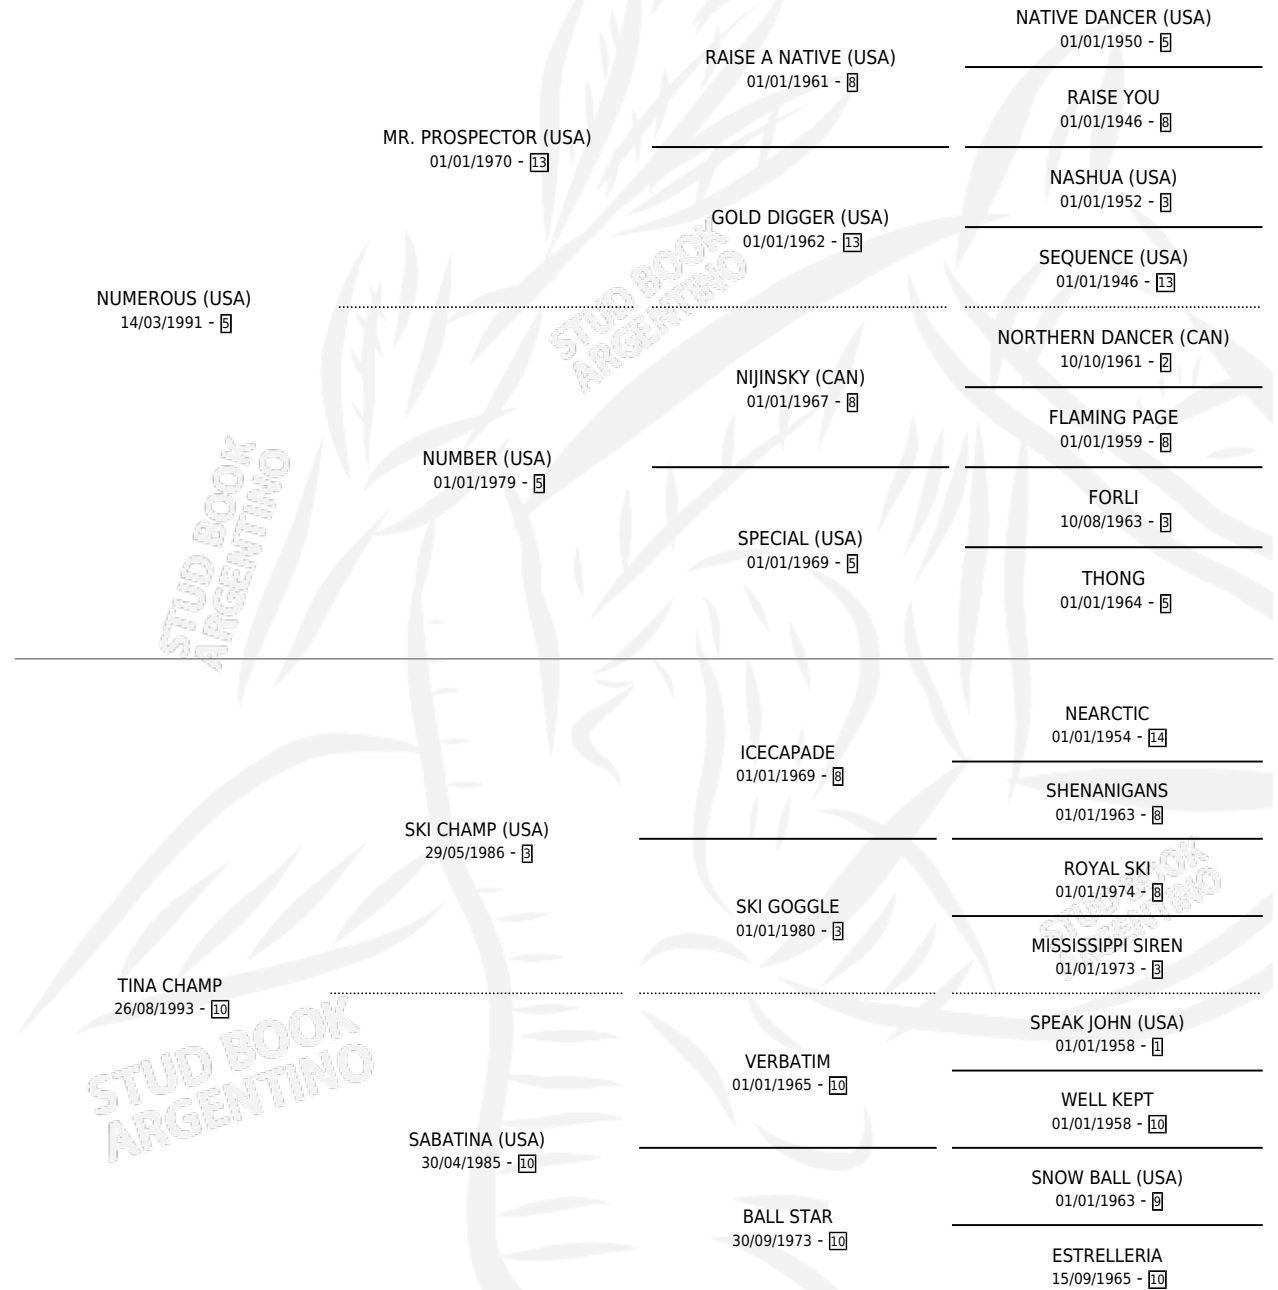 NATIVE DANCER (USA)
01/01/1950 - 5
RAISE A NATIVE (USA)
01/01/1961 - 8
RAISE YOU
01/01/1946 - 8
MR. PROSPECTOR (USA)
01/01/1970 - 13
NASHUA (USA)
01/01/1952 - 3
GOLD DIGGER (USA)
01/01/1962 - 13
SEQUENCE (USA)
01/01/1946 - 13
NUMEROUS (USA)
14/03/1991 - 5
NORTHERN DANCER (CAN)
10/10/1961 - 2
NIJINSKY (CAN)
01/01/1967 - 8
FLAMING PAGE
01/01/1959 - 8
NUMBER (USA)
01/01/1979 - 5
FORLI
10/08/1963 - 3
SPECIAL (USA)
01/01/1969 - 5
THONG
01/01/1964 - 5
NEARCTIC
01/01/1954 - 14
ICECAPADE
01/01/1969 - 8
SHENANIGANS
01/01/1963 - 8
SKI CHAMP (USA)
29/05/1986 - 3
ROYAL SKI
01/01/1974 - 8
SKI GOGGLE
01/01/1980 - 3
MISSISSIPPI SIREN
01/01/1973 - 3
TINA CHAMP
26/08/1993 - 10
SPEAK JOHN (USA)
01/01/1958 - 1
VERBATIM
01/01/1965 - 10
WELL KEPT
01/01/1958 - 10
SABATINA (USA)
30/04/1985 - 10
SNOW BALL (USA)
01/01/1963 - 9
BALL STAR
30/09/1973 - 10
ESTRELLERIA
15/09/1965 - 10
STUD BOOK
ARGENTINO
STUD BOOK
ARGENTINO
STUD BOOK
ARGENTINO
STUD BOOK
ARGENTINO